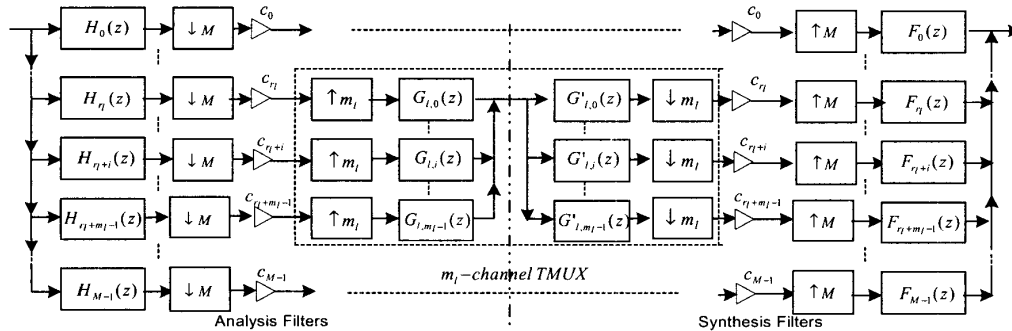 c_0 c_0
H_0(z) ↓M ↑M F_0(z)
c_{r_l} c_{r_l}
H_{r_l}(z) ↓M ↑m_l G_{l,0}(z) G'_{l,0}(z) ↓m_l ↑M F_{r_l}(z)
c_{r_l+i} c_{r_l+i}
H_{r_l+i}(z) ↓M ↑m_l G_{l,i}(z) G'_{l,i}(z) ↓m_l ↑M F_{r_l+i}(z)
c_{r_l+m_l-1} c_{r_l+m_l-1}
H_{r_l+m_l-1}(z) ↓M ↑m_l G_{l,m_l-1}(z) G'_{l,m_l-1}(z) ↓m_l ↑M F_{r_l+m_l-1}(z)
c_{M-1} m_l-channel TMUX c_{M-1}
H_{M-1}(z) ↓M ↑M F_{M-1}(z)
Analysis Filters Synthesis Filters